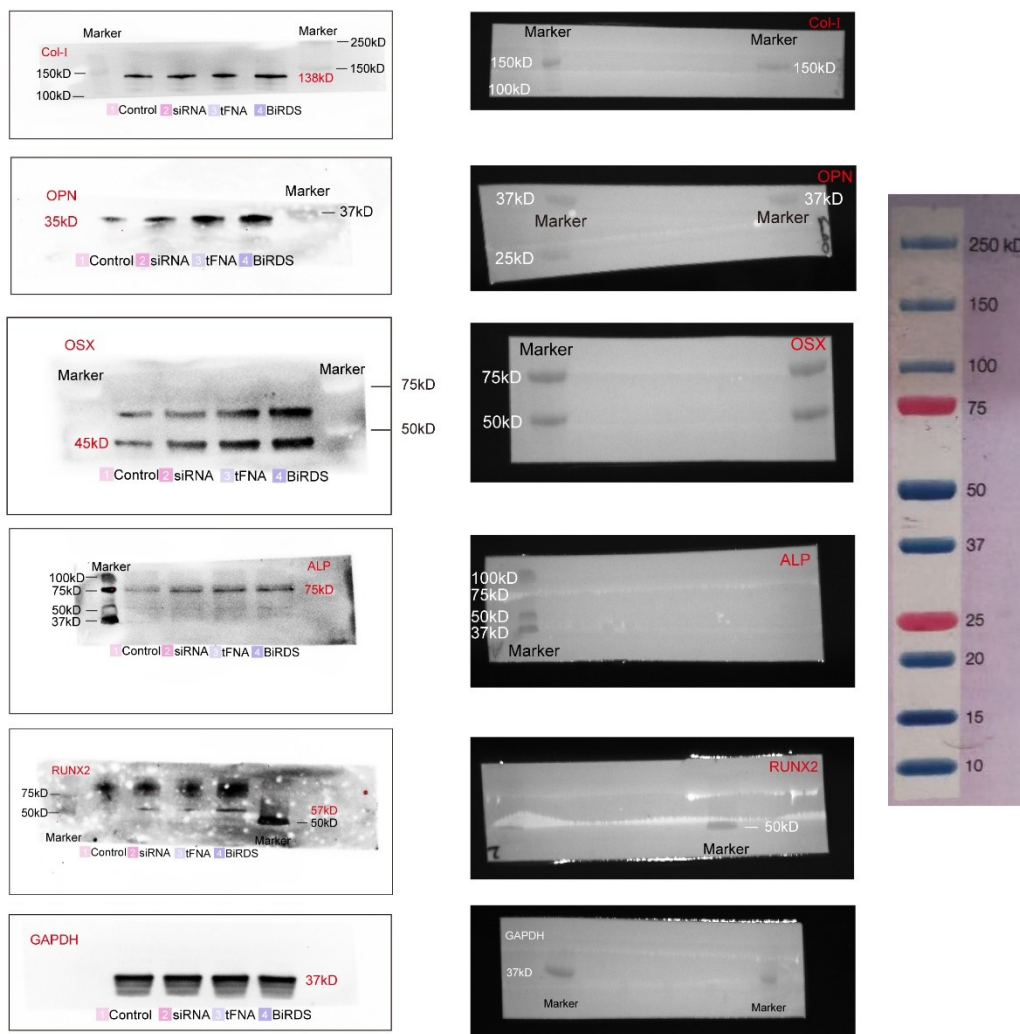 Marker
Marker
250kD
Col-I
150kD
150kD
138kD
100kD
1 Control 2 siRNA 3 tFNA 4 BiRDS
Col-I
Marker
Marker
150kD
150kD
100kD
OPN
Marker
35kD
37kD
1 Control 2 siRNA 3 tFNA 4 BiRDS
OPN
37kD
37kD
Marker
Marker
25kD
OSX
Marker
Marker
75kD
50kD
45kD
1 Control 2 siRNA 3 tFNA 4 BiRDS
Marker
OSX
75kD
50kD
Marker
ALP
100kD
75kD
75kD
50kD
37kD
1 Control 2 siRNA 3 tFNA 4 BiRDS
ALP
100kD
75kD
50kD
37kD
Marker
RUNX2
75kD
57kD
50kD
50kD
Marker
Marker
1 Control 2 siRNA 3 tFNA 4 BiRDS
RUNX2
50kD
Marker
GAPDH
37kD
1 Control 2 siRNA 3 tFNA 4 BiRDS
GAPDH
37kD
Marker
Marker
250 kD
150
100
75
50
37
25
20
15
10